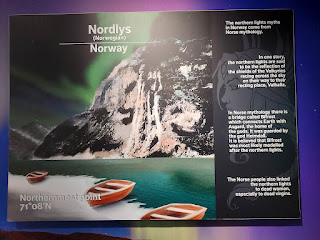 Nordlys
(Norwegian)
Norway
The northern lights myths
in Norway come from
Norse mythology.
In one story,
the northern lights are said
to be the reflection of
the shields of the Valkyries
racing across the sky
on their way to their
resting place, Valhalla.
In Norse mythology there is
a bridge called Bifrost
which connects Earth with
Asgard, the home of
the gods. It was guarded by
the god Heimdall.
It is believed that Bifrost
was most likely modelled
after the northern lights.
The Norse people also linked
the northern lights
to dead women,
especially to dead virgins.
Northernmost point
71°08'N